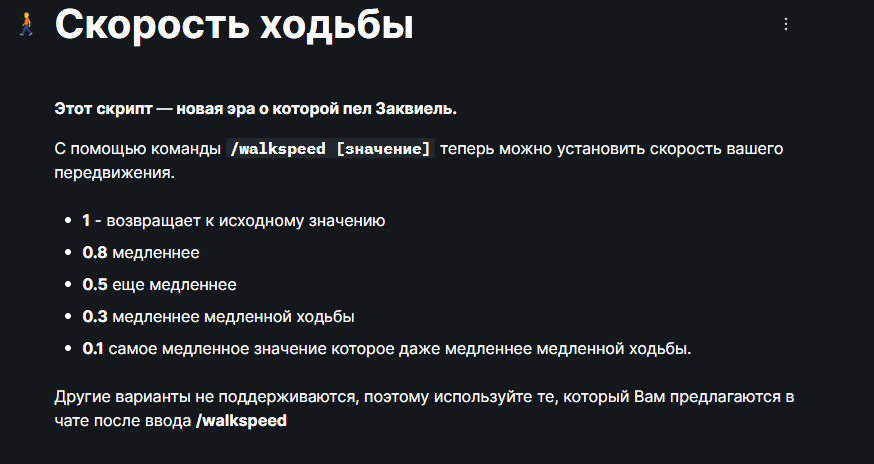 Скорость ходьбы
Этот скрипт — новая эра о которой пел Заквиель.
С помощью команды /walkspeed [значение] теперь можно установить скорость вашего
передвижения.
• 1 - возвращает к исходному значению
• 0.8 медленнее
• 0.5 еще медленнее
• 0.3 медленнее медленной ходьбы
• 0.1 самое медленное значение которое даже медленнее медленной ходьбы.
Другие варианты не поддерживаются, поэтому используйте те, который Вам предлагаются в
чате после ввода /walkspeed